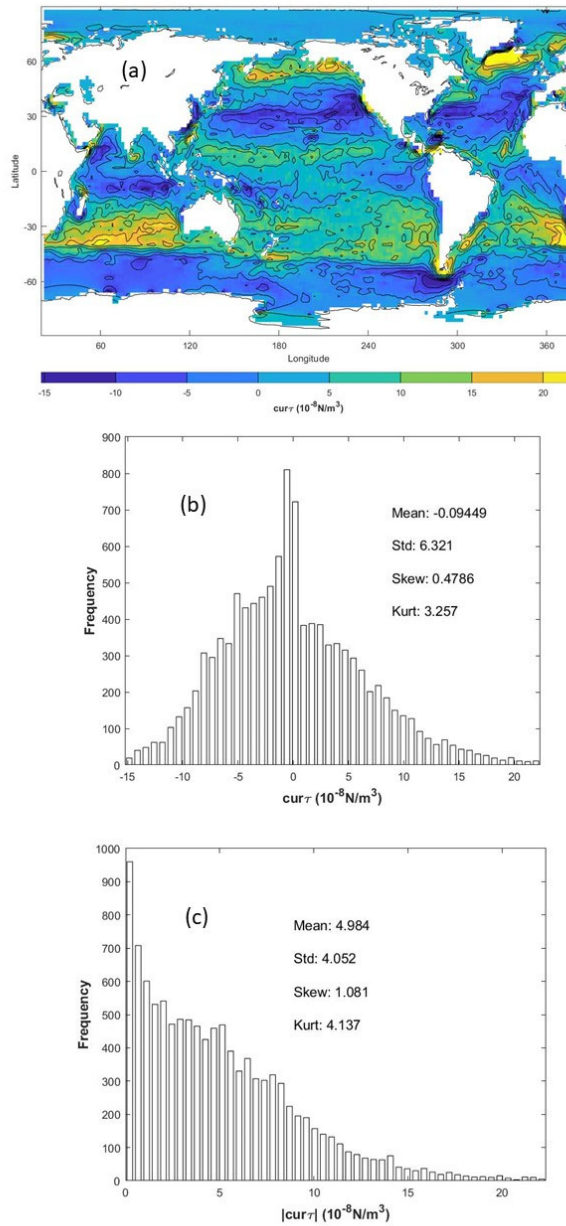 (a)
60
30
0
-30
-60
Latitude
60 120 180 240 300 360
Longitude
-15 -10 -5 0 5 10 15 20
curτ (10⁻⁸N/m³)
900
800
700
600
500
400
300
200
100
0
Frequency
(b)
Mean: -0.09449
Std: 6.321
Skew: 0.4786
Kurt: 3.257
-15 -10 -5 0 5 10 15 20
curτ (10⁻⁸N/m³)
1000
900
800
700
600
500
400
300
200
100
0
Frequency
(c)
Mean: 4.984
Std: 4.052
Skew: 1.081
Kurt: 4.137
0 5 10 15 20
|curτ| (10⁻⁸N/m³)